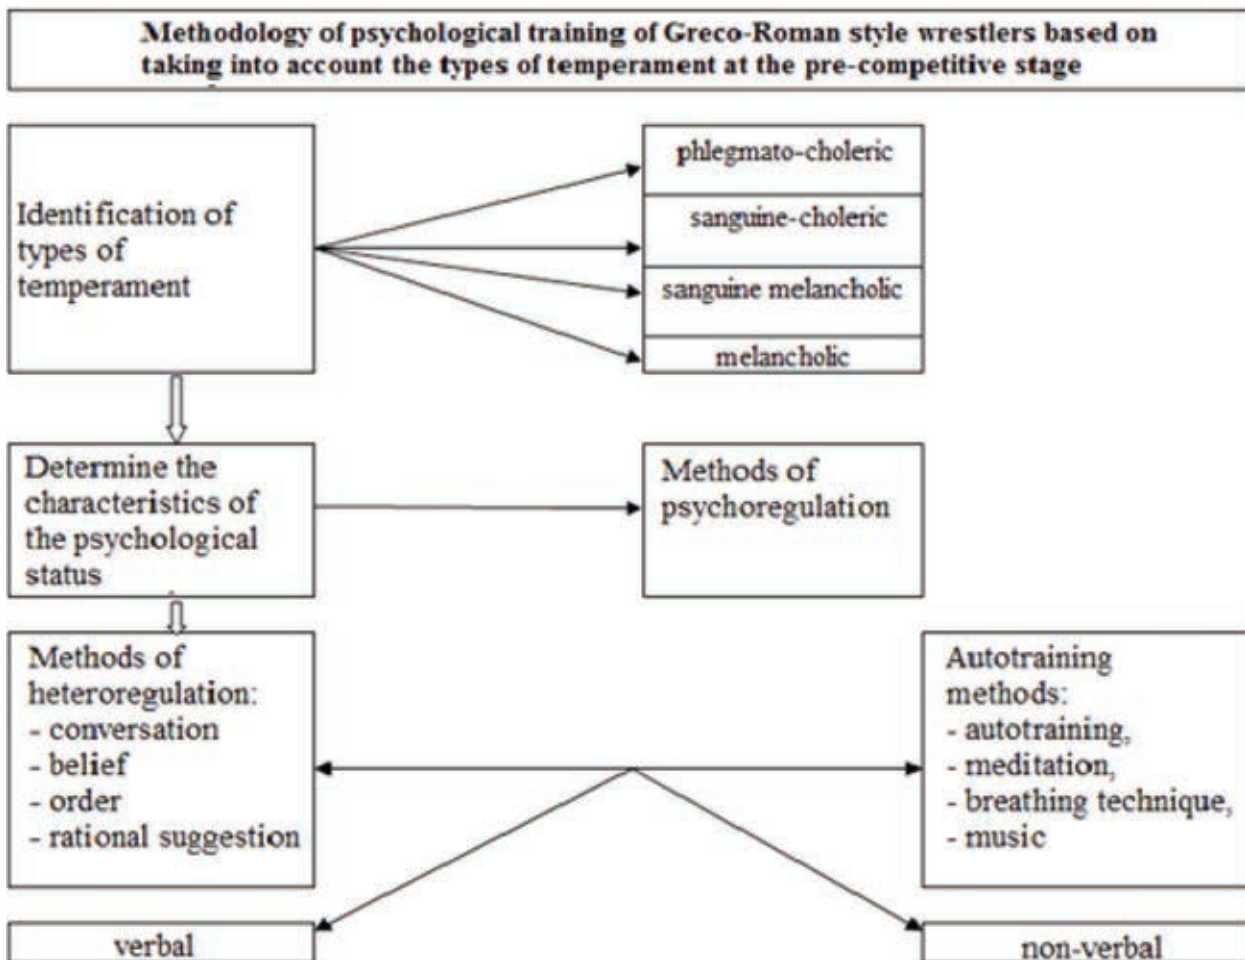 Methodology of psychological training of Greco-Roman style wrestlers based on
taking into account the types of temperament at the pre-competitive stage
Identification of
types of
temperament
phlegmato-choleric
sanguine-choleric
sanguine melancholic
melancholic
Determine the
characteristics of
the psychological
status
Methods of
psychoregulation
Methods of
heteroregulation:
- conversation
- belief
- order
- rational suggestion
Autotraining
methods:
- autotraining,
- meditation,
- breathing technique,
- music
verbal
non-verbal